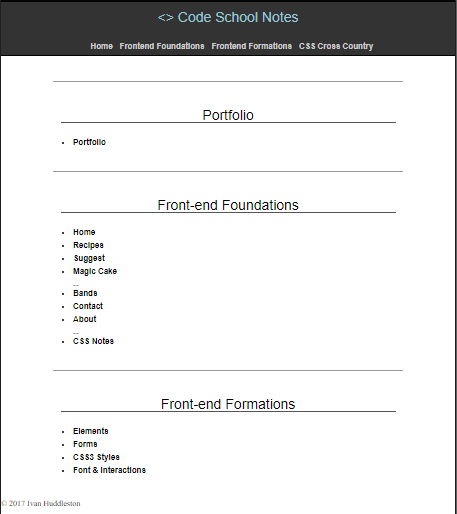 <> Code School Notes
Home Frontend Foundations Frontend Formations CSS Cross Country
Portfolio
Portfolio
Front-end Foundations
Home
Recipes
Suggest
Magic Cake
Bands
Contact
About
CSS Notes
Front-end Formations
Elements
Forms
CSS3 Styles
Font & Interactions
© 2017 Ivan Huddleston